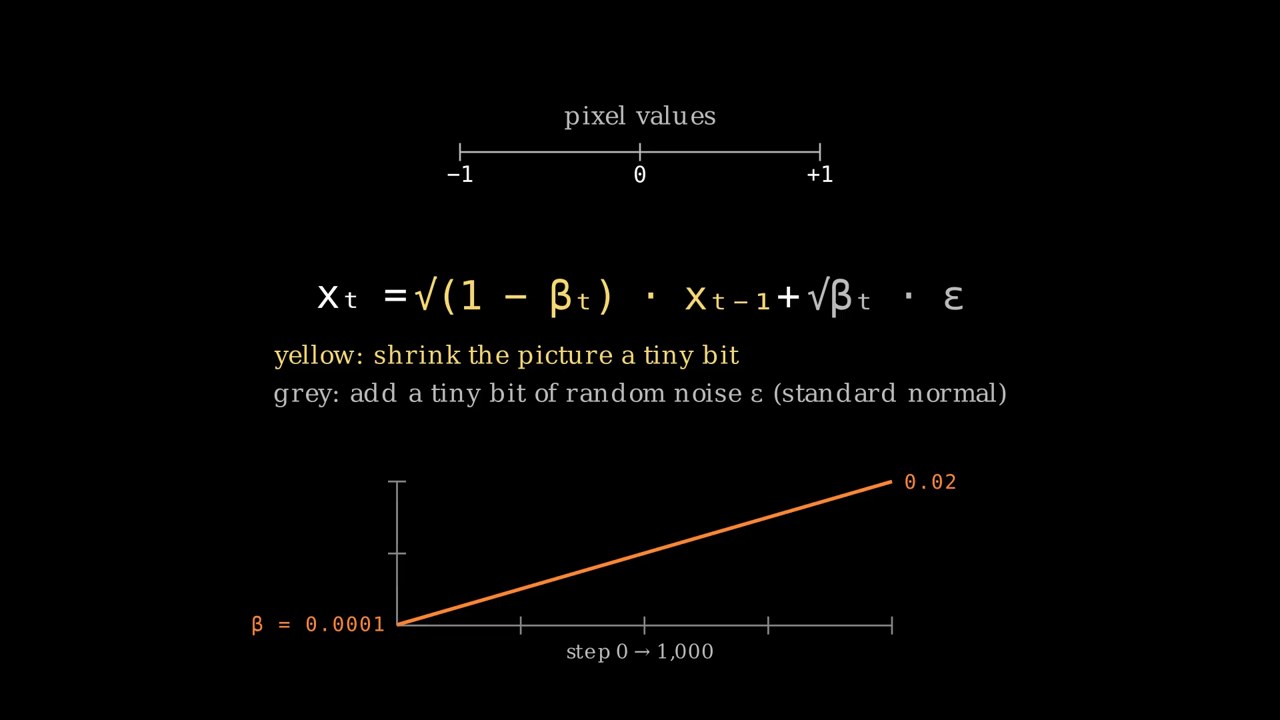 pixel values
−1 0 +1
xₜ = √(1 − βₜ) · xₜ₋₁ + √βₜ · ε
yellow: shrink the picture a tiny bit
grey: add a tiny bit of random noise ε (standard normal)
0.02
β = 0.0001
step 0 → 1,000